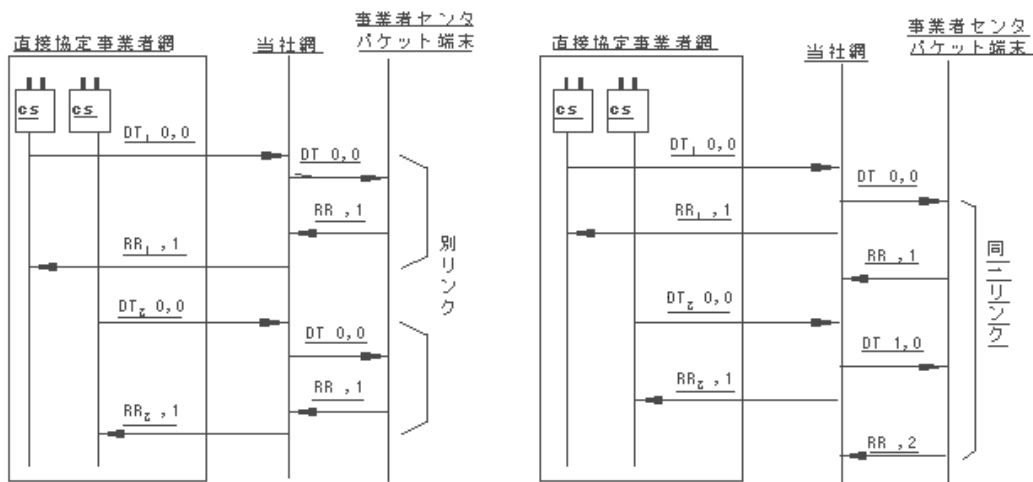 直接協定事業者網
当社網
事業者センタ
パケット端末
cs
cs
DT₁ 0,0
DT 0,0
RR ,1
RR₁ ,1
別リンク
DT₂ 0,0
DT 0,0
RR ,1
RR₂ ,1
直接協定事業者網
当社網
事業者センタ
パケット端末
cs
cs
DT₁ 0,0
DT 0,0
RR₁ ,1
RR ,1
同一リンク
DT₂ 0,0
DT 1,0
RR₂ ,1
RR ,2